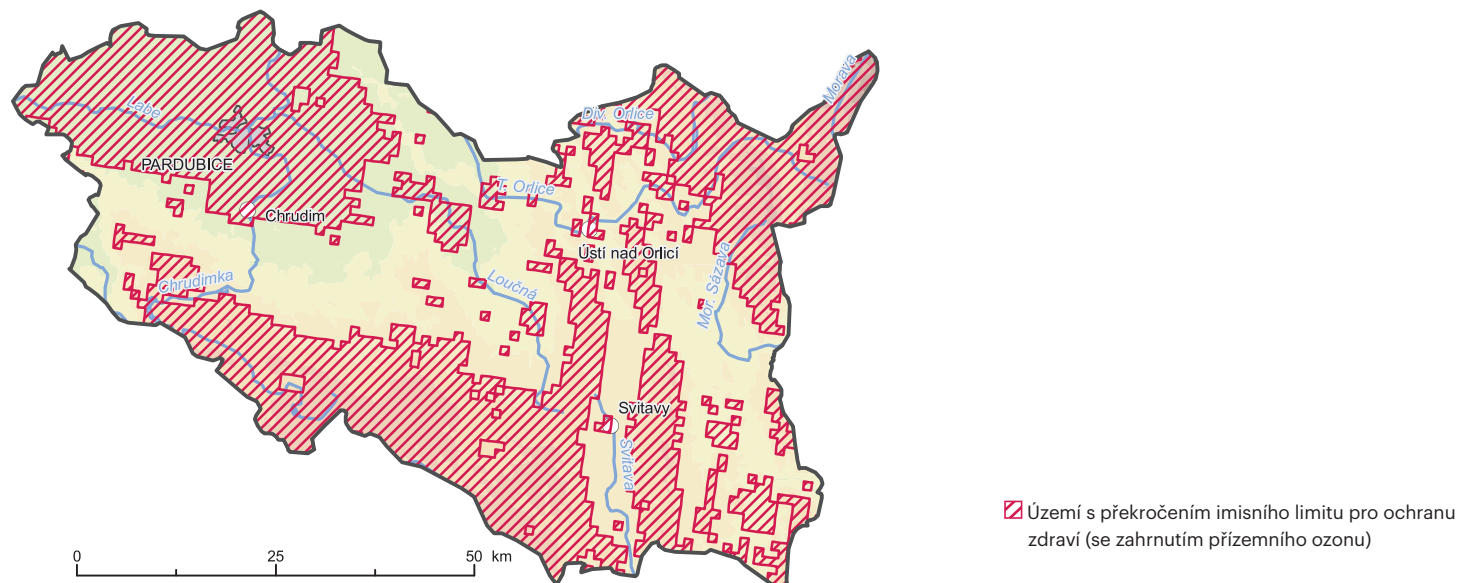 Morava
Labe
Div. Orlice
PARDUBICE
T. Orlice
Chrudim
Ústí nad Orlicí
Mor. Sázava
Chrudimka
Loučná
Svitavy
Svitava
0 25 50 km
Území s překročením imisního limitu pro ochranu
zdraví (se zahrnutím přízemního ozonu)